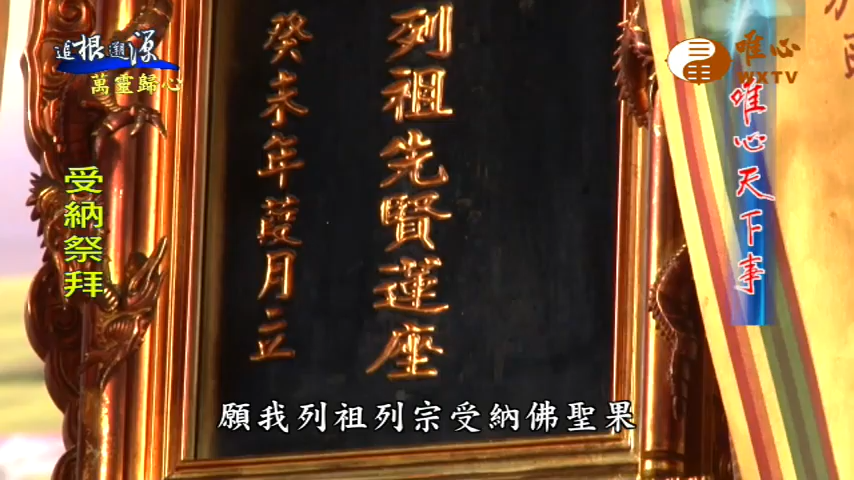 追根溯源
萬靈歸心
受納祭拜
列祖先賢蓮座
癸未年葭月立
唯心
WXTV
唯心天下事
願我列祖列宗受納佛聖果